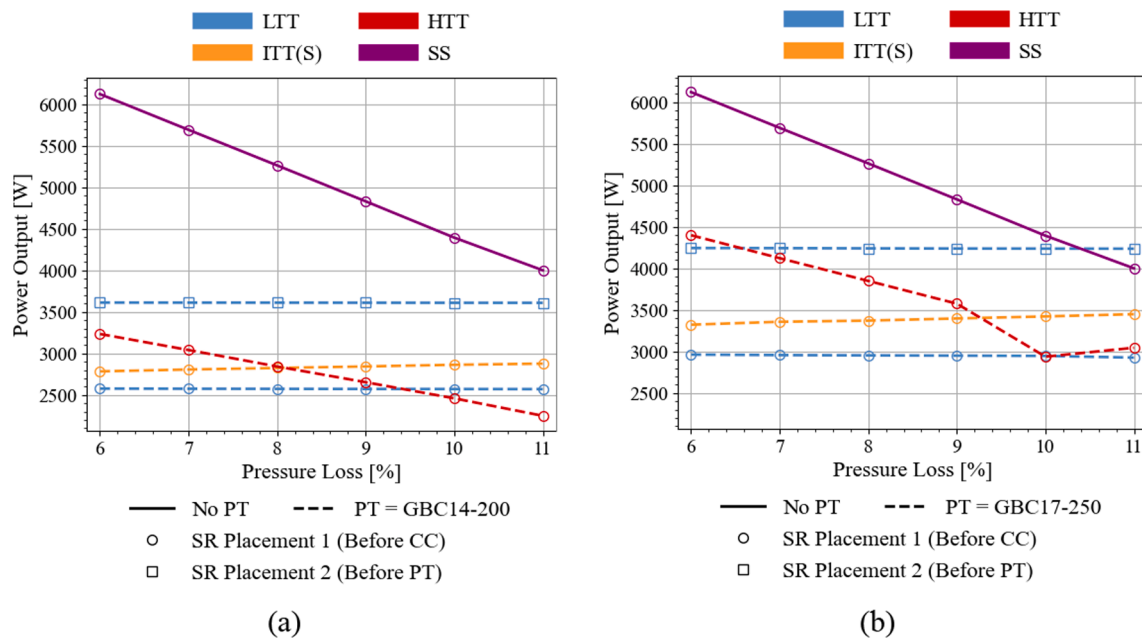 LTT HTT
ITT(S) SS
Power Output [W]
6000
5500
5000
4500
4000
3500
3000
2500
6 7 8 9 10 11
Pressure Loss [%]
No PT PT = GBC14-200
SR Placement 1 (Before CC)
SR Placement 2 (Before PT)
(a)
LTT HTT
ITT(S) SS
Power Output [W]
6000
5500
5000
4500
4000
3500
3000
2500
6 7 8 9 10 11
Pressure Loss [%]
No PT PT = GBC17-250
SR Placement 1 (Before CC)
SR Placement 2 (Before PT)
(b)